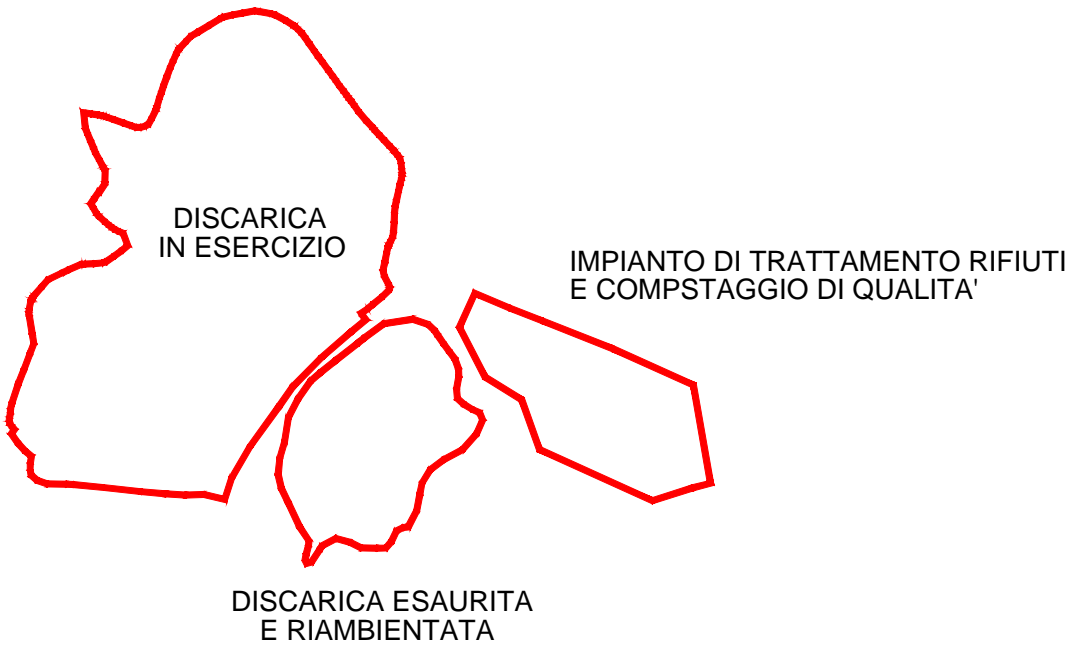 DISCARICA
IN ESERCIZIO
IMPIANTO DI TRATTAMENTO RIFIUTI
E COMPSTAGGIO DI QUALITA'
DISCARICA ESAURITA
E RIAMBIENTATA